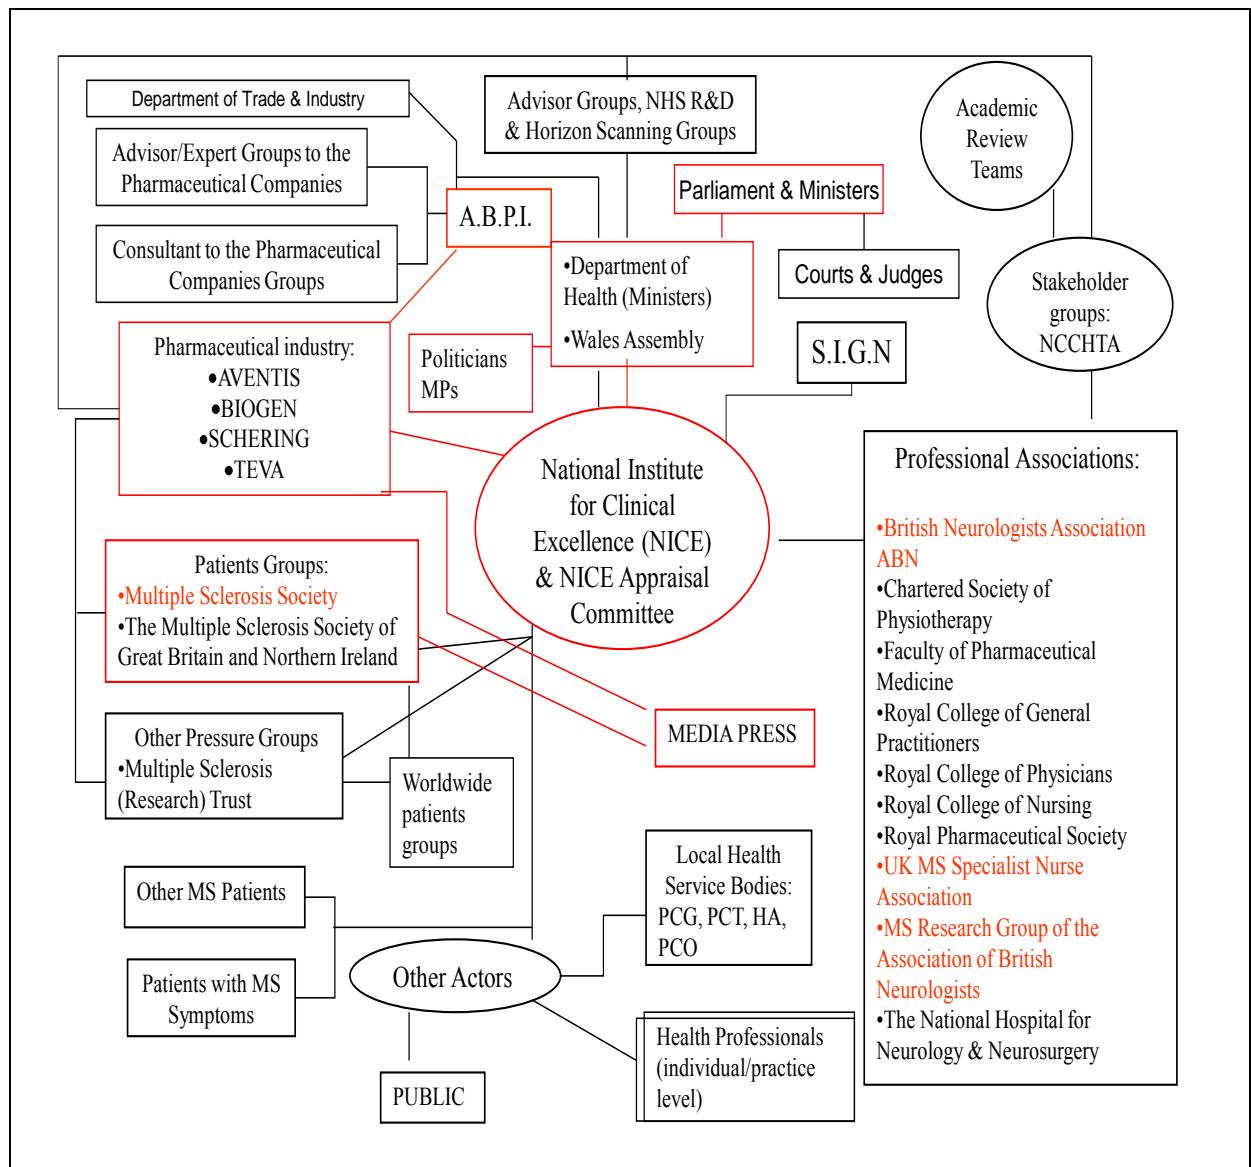 Department of Trade & Industry
Advisor Groups, NHS R&D
& Horizon Scanning Groups
Academic
Review
Teams
Advisor/Expert Groups to the
Pharmaceutical Companies
A.B.P.I.
Parliament & Ministers
Consultant to the Pharmaceutical
Companies Groups
•Department of
Health (Ministers)
•Wales Assembly
Courts & Judges
Stakeholder
groups:
NCCHTA
Pharmaceutical industry:
•AVENTIS
•BIOGEN
•SCHERING
•TEVA
Politicians
MPs
S.I.G.N
National Institute
for Clinical
Excellence (NICE)
& NICE Appraisal
Committee
Professional Associations:
•British Neurologists Association
ABN
•Chartered Society of
Physiotherapy
•Faculty of Pharmaceutical
Medicine
•Royal College of General
Practitioners
•Royal College of Physicians
•Royal College of Nursing
•Royal Pharmaceutical Society
•UK MS Specialist Nurse
Association
•MS Research Group of the
Association of British
Neurologists
•The National Hospital for
Neurology & Neurosurgery
Patients Groups:
•Multiple Sclerosis Society
•The Multiple Sclerosis Society of
Great Britain and Northern Ireland
MEDIA PRESS
Other Pressure Groups
•Multiple Sclerosis
(Research) Trust
Worldwide
patients
groups
Other MS Patients
Local Health
Service Bodies:
PCG, PCT, HA,
PCO
Patients with MS
Symptoms
Other Actors
Health Professionals
(individual/practice
level)
PUBLIC